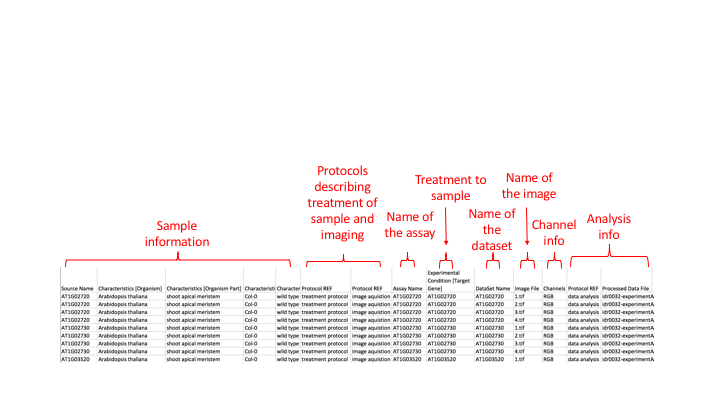 Protocols
describing
treatment of
sample and
imaging
Treatment to
sample
Name of
the image
Sample
information
Name of
the assay
Name of
the
dataset
Channel
info
Analysis
info
Source Name Characteristics [Organism] Characteristics [Organism Part] Characteristi Character Protocol REF Protocol REF Assay Name Experimental Condition [Target Gene] DataSet Name Image File Channels Protocol REF Processed Data File
AT1G02720 Arabidopsis thaliana shoot apical meristem Col-0 wild type treatment protocol image aquistion AT1G02720 AT1G02720 AT1G02720 1.tif RGB data analysis idr0032-experimentA
AT1G02720 Arabidopsis thaliana shoot apical meristem Col-0 wild type treatment protocol image aquistion AT1G02720 AT1G02720 AT1G02720 2.tif RGB data analysis idr0032-experimentA
AT1G02720 Arabidopsis thaliana shoot apical meristem Col-0 wild type treatment protocol image aquistion AT1G02720 AT1G02720 AT1G02720 3.tif RGB data analysis idr0032-experimentA
AT1G02720 Arabidopsis thaliana shoot apical meristem Col-0 wild type treatment protocol image aquistion AT1G02720 AT1G02720 AT1G02720 4.tif RGB data analysis idr0032-experimentA
AT1G02730 Arabidopsis thaliana shoot apical meristem Col-0 wild type treatment protocol image aquistion AT1G02730 AT1G02730 AT1G02730 1.tif RGB data analysis idr0032-experimentA
AT1G02730 Arabidopsis thaliana shoot apical meristem Col-0 wild type treatment protocol image aquistion AT1G02730 AT1G02730 AT1G02730 2.tif RGB data analysis idr0032-experimentA
AT1G02730 Arabidopsis thaliana shoot apical meristem Col-0 wild type treatment protocol image aquistion AT1G02730 AT1G02730 AT1G02730 3.tif RGB data analysis idr0032-experimentA
AT1G02730 Arabidopsis thaliana shoot apical meristem Col-0 wild type treatment protocol image aquistion AT1G02730 AT1G02730 AT1G02730 4.tif RGB data analysis idr0032-experimentA
AT1G03520 Arabidopsis thaliana shoot apical meristem Col-0 wild type treatment protocol image aquistion AT1G03520 AT1G03520 AT1G03520 1.tif RGB data analysis idr0032-experimentA